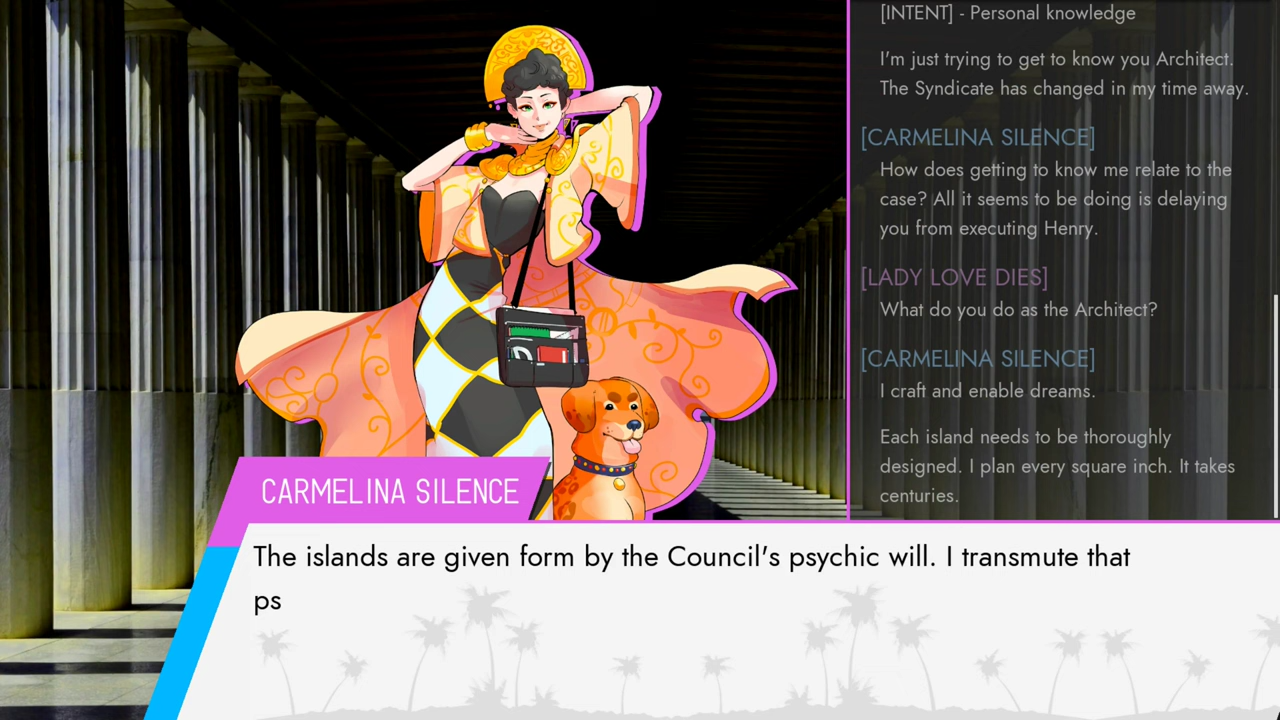 [INTENT] - Personal knowledge
I'm just trying to get to know you Architect.
The Syndicate has changed in my time away.
[CARMELINA SILENCE]
How does getting to know me relate to the
case? All it seems to be doing is delaying
you from executing Henry.
[LADY LOVE DIES]
What do you do as the Architect?
[CARMELINA SILENCE]
I craft and enable dreams.
Each island needs to be thoroughly
designed. I plan every square inch. It takes
centuries.
CARMELINA SILENCE
The islands are given form by the Council's psychic will. I transmute that
ps